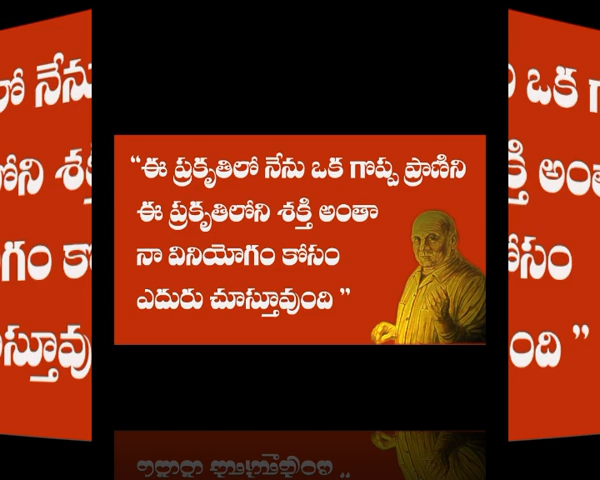 “ఈ ప్రకృతిలో నేను ఒక గొప్ప ప్రాణిని
ఈ ప్రకృతిలోని శక్తి అంతా
నా వినియోగం కోసం
ఎదురు చూస్తూవుంది ”